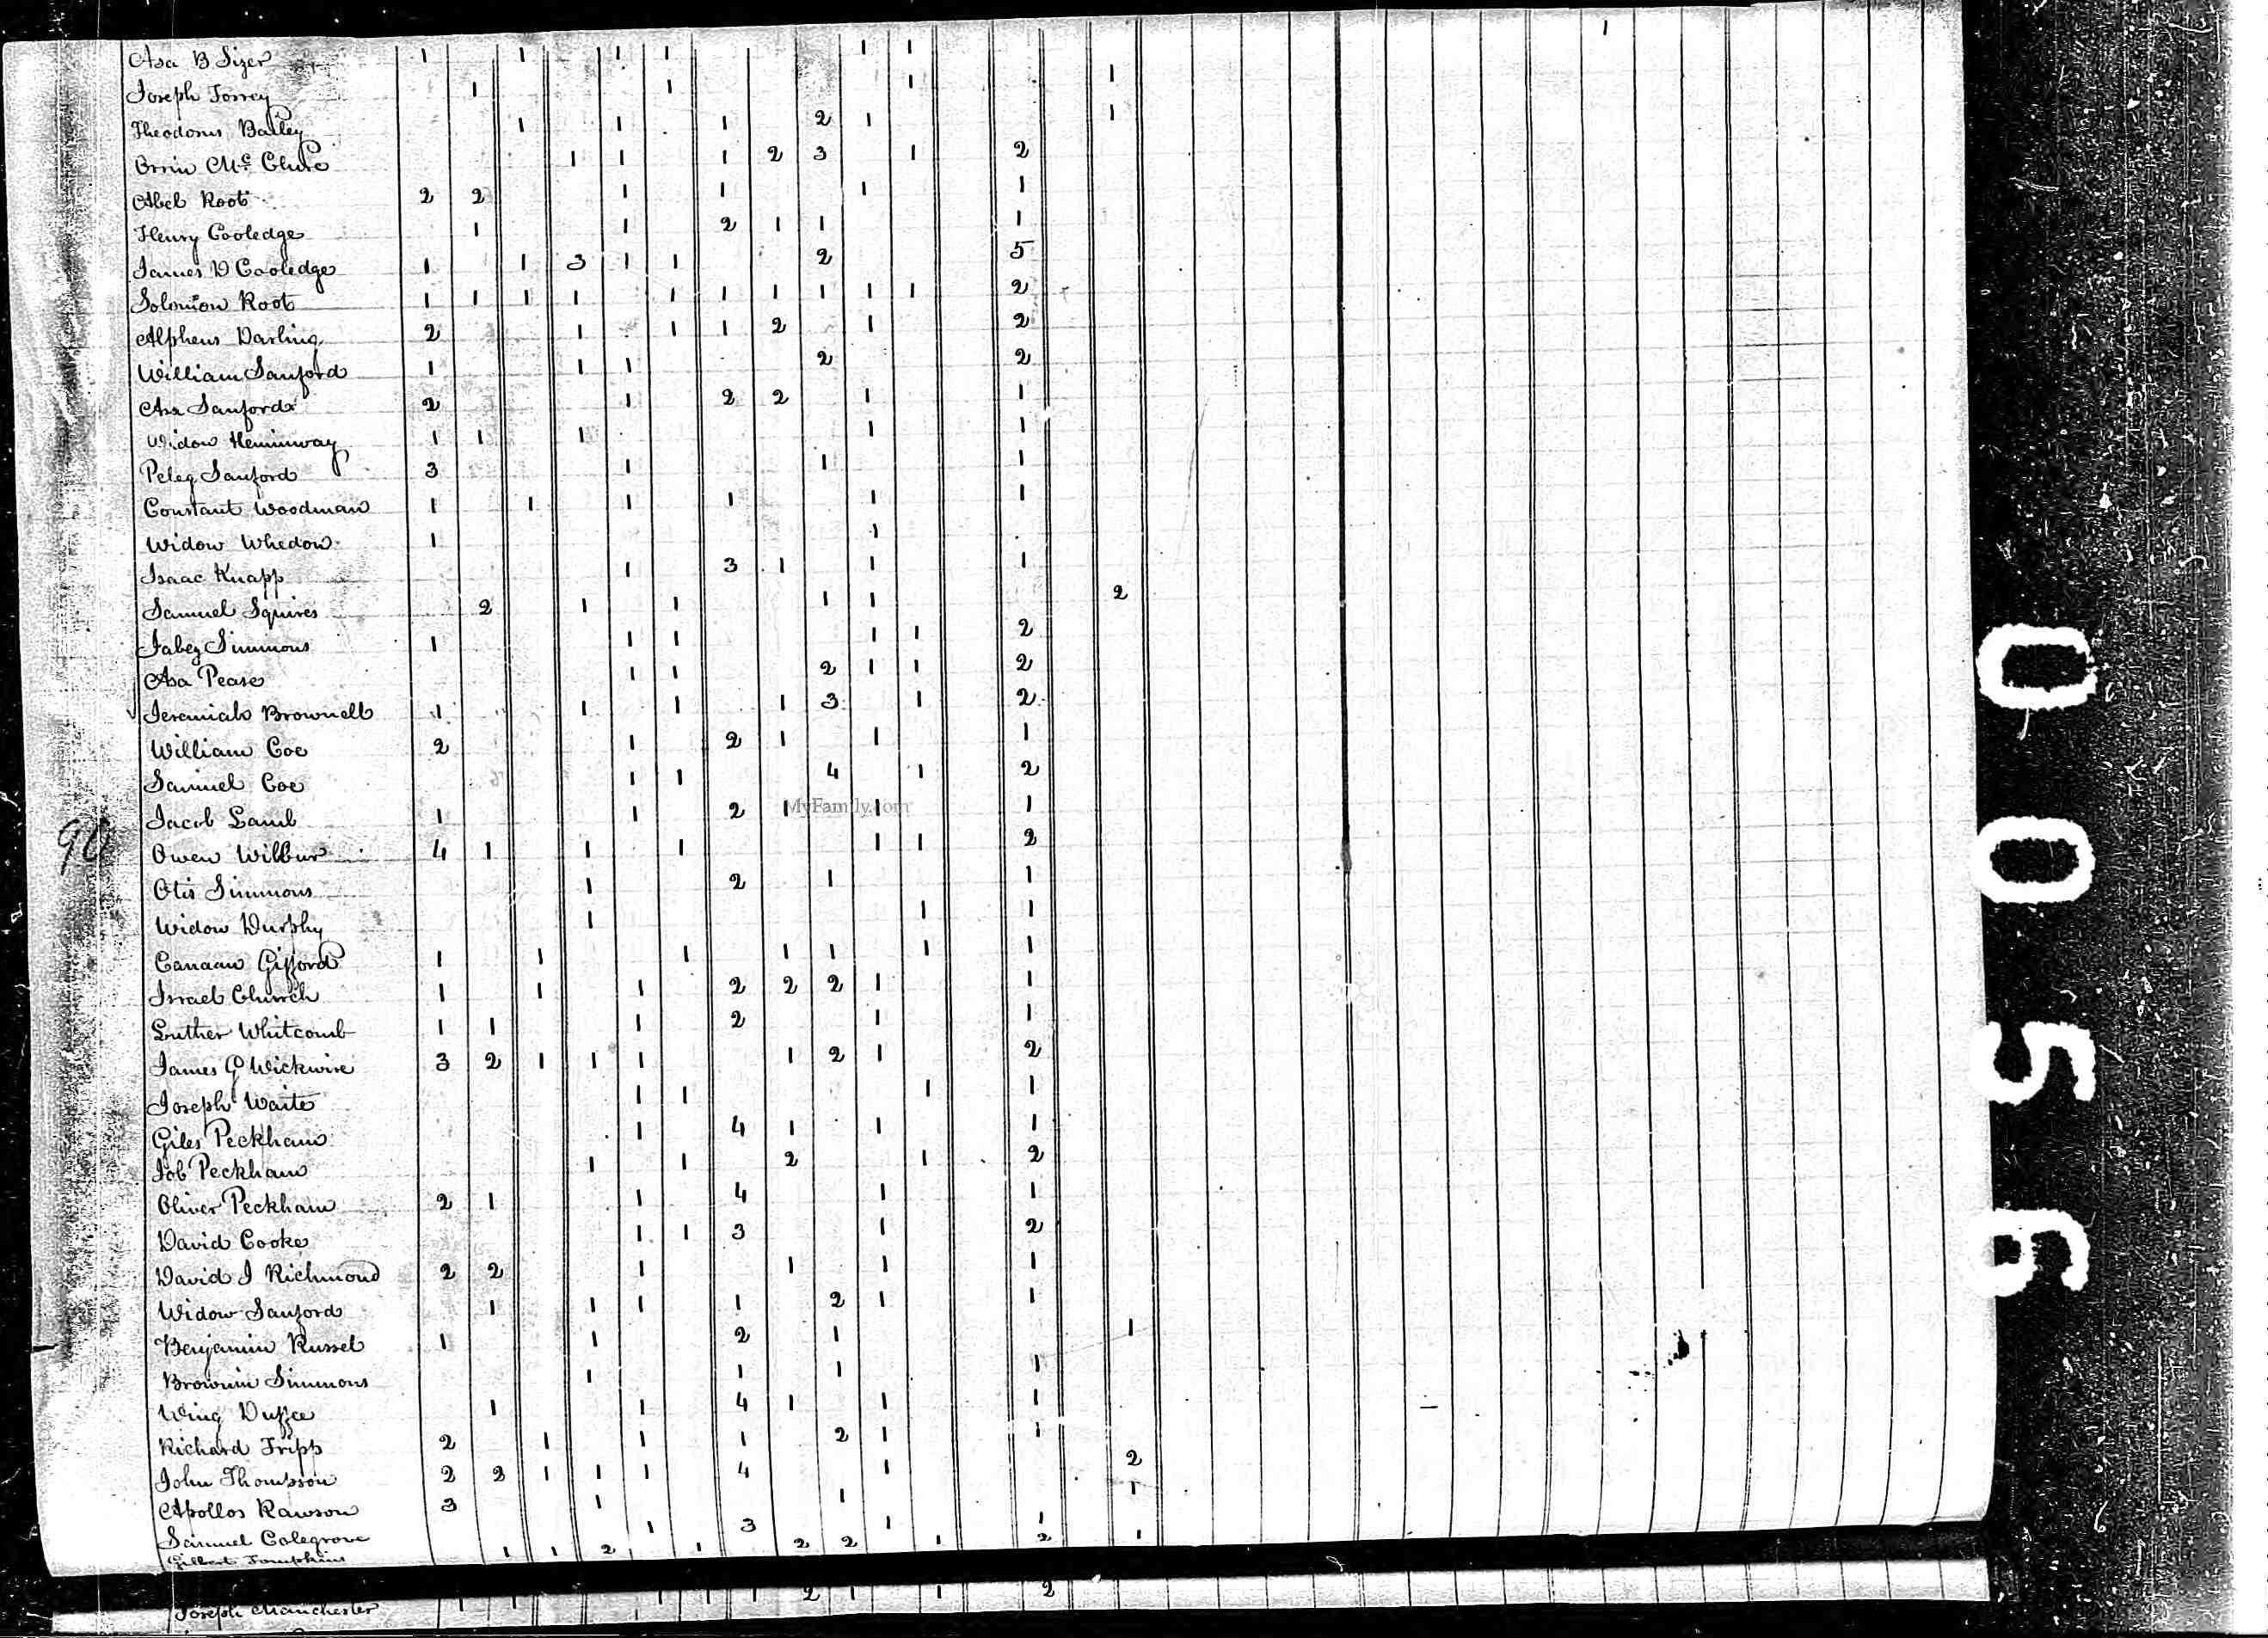 Asa B Sizer 1 1 1 1 1 1
Joseph Torrey 1 1 1 1
Theodorus Bailey 1 1 1 2 1 1
Orrin Mc Clure 1 1 1 2 3 1 2
Abel Root 2 2 1 1 1 1
Henry Cooledge 1 1 2 1 1 1
James D Cooledge 1 1 3 1 1 2 5
Solomon Root 1 1 1 1 1 1 1 1 1 1 2
Alpheus Darling 2 1 1 1 2 1 2
William Sanford 1 1 1 2 2
Asa Sanford 2 1 2 2 1 1
Widow Heminway 1 1 1 1 1
Peleg Sanford 3 1 1 1
Constant Woodman 1 1 1 1 1 1
Widow Whedon 1 1
Isaac Knapp 1 3 1 1 1
Samuel Squires 2 1 1 1 1 2
Jabez Simmons 1 1 1 1 1 2
Asa Pease 1 1 2 1 1 2
Jeremiah Brownell 1 1 1 1 3 1 2
William Coe 2 1 2 1 1 1
Samuel Coe 1 1 4 1 2
Jacob Lamb 1 1 2 1 1 1
MyFamily.com
Owen Wilbur 4 1 1 1 1 1 2
90
Otis Simmons 1 2 1 1
Widow Durphy 1 1 1
Canaan Gifford 1 1 1 1 1 1 1
Israel Church 1 1 1 2 2 2 1 1
Luther Whitcomb 1 1 1 2 1 1
James G Wickwire 3 2 1 1 1 1 2 1 2
Joseph Waite 1 1 1 1
Giles Peckham 1 4 1 1 1
Job Peckham 1 1 2 1 2
Oliver Peckham 2 1 1 4 1 1
David Cooke 1 1 3 1 2
David I Richmond 2 2 1 1 1 1
Widow Sanford 1 1 1 1 2 1 1
Benjamin Russel 1 1 2 1 1
Simmons 1 1 1 1
Wing Duffee 1 1 4 1 1 1
Richard Tripp 2 1 1 1 2 1 1
John Thompson 2 2 1 1 1 4 1 2
Apollos Rawson 3 1 1 1
Samuel Colegrove 1 3 1 1
Gilbert Tompkins 1 1 2 1 2 2 1 2 1
Joseph Manchester 1 1 1 1 1 1 2 1 1 2
0056